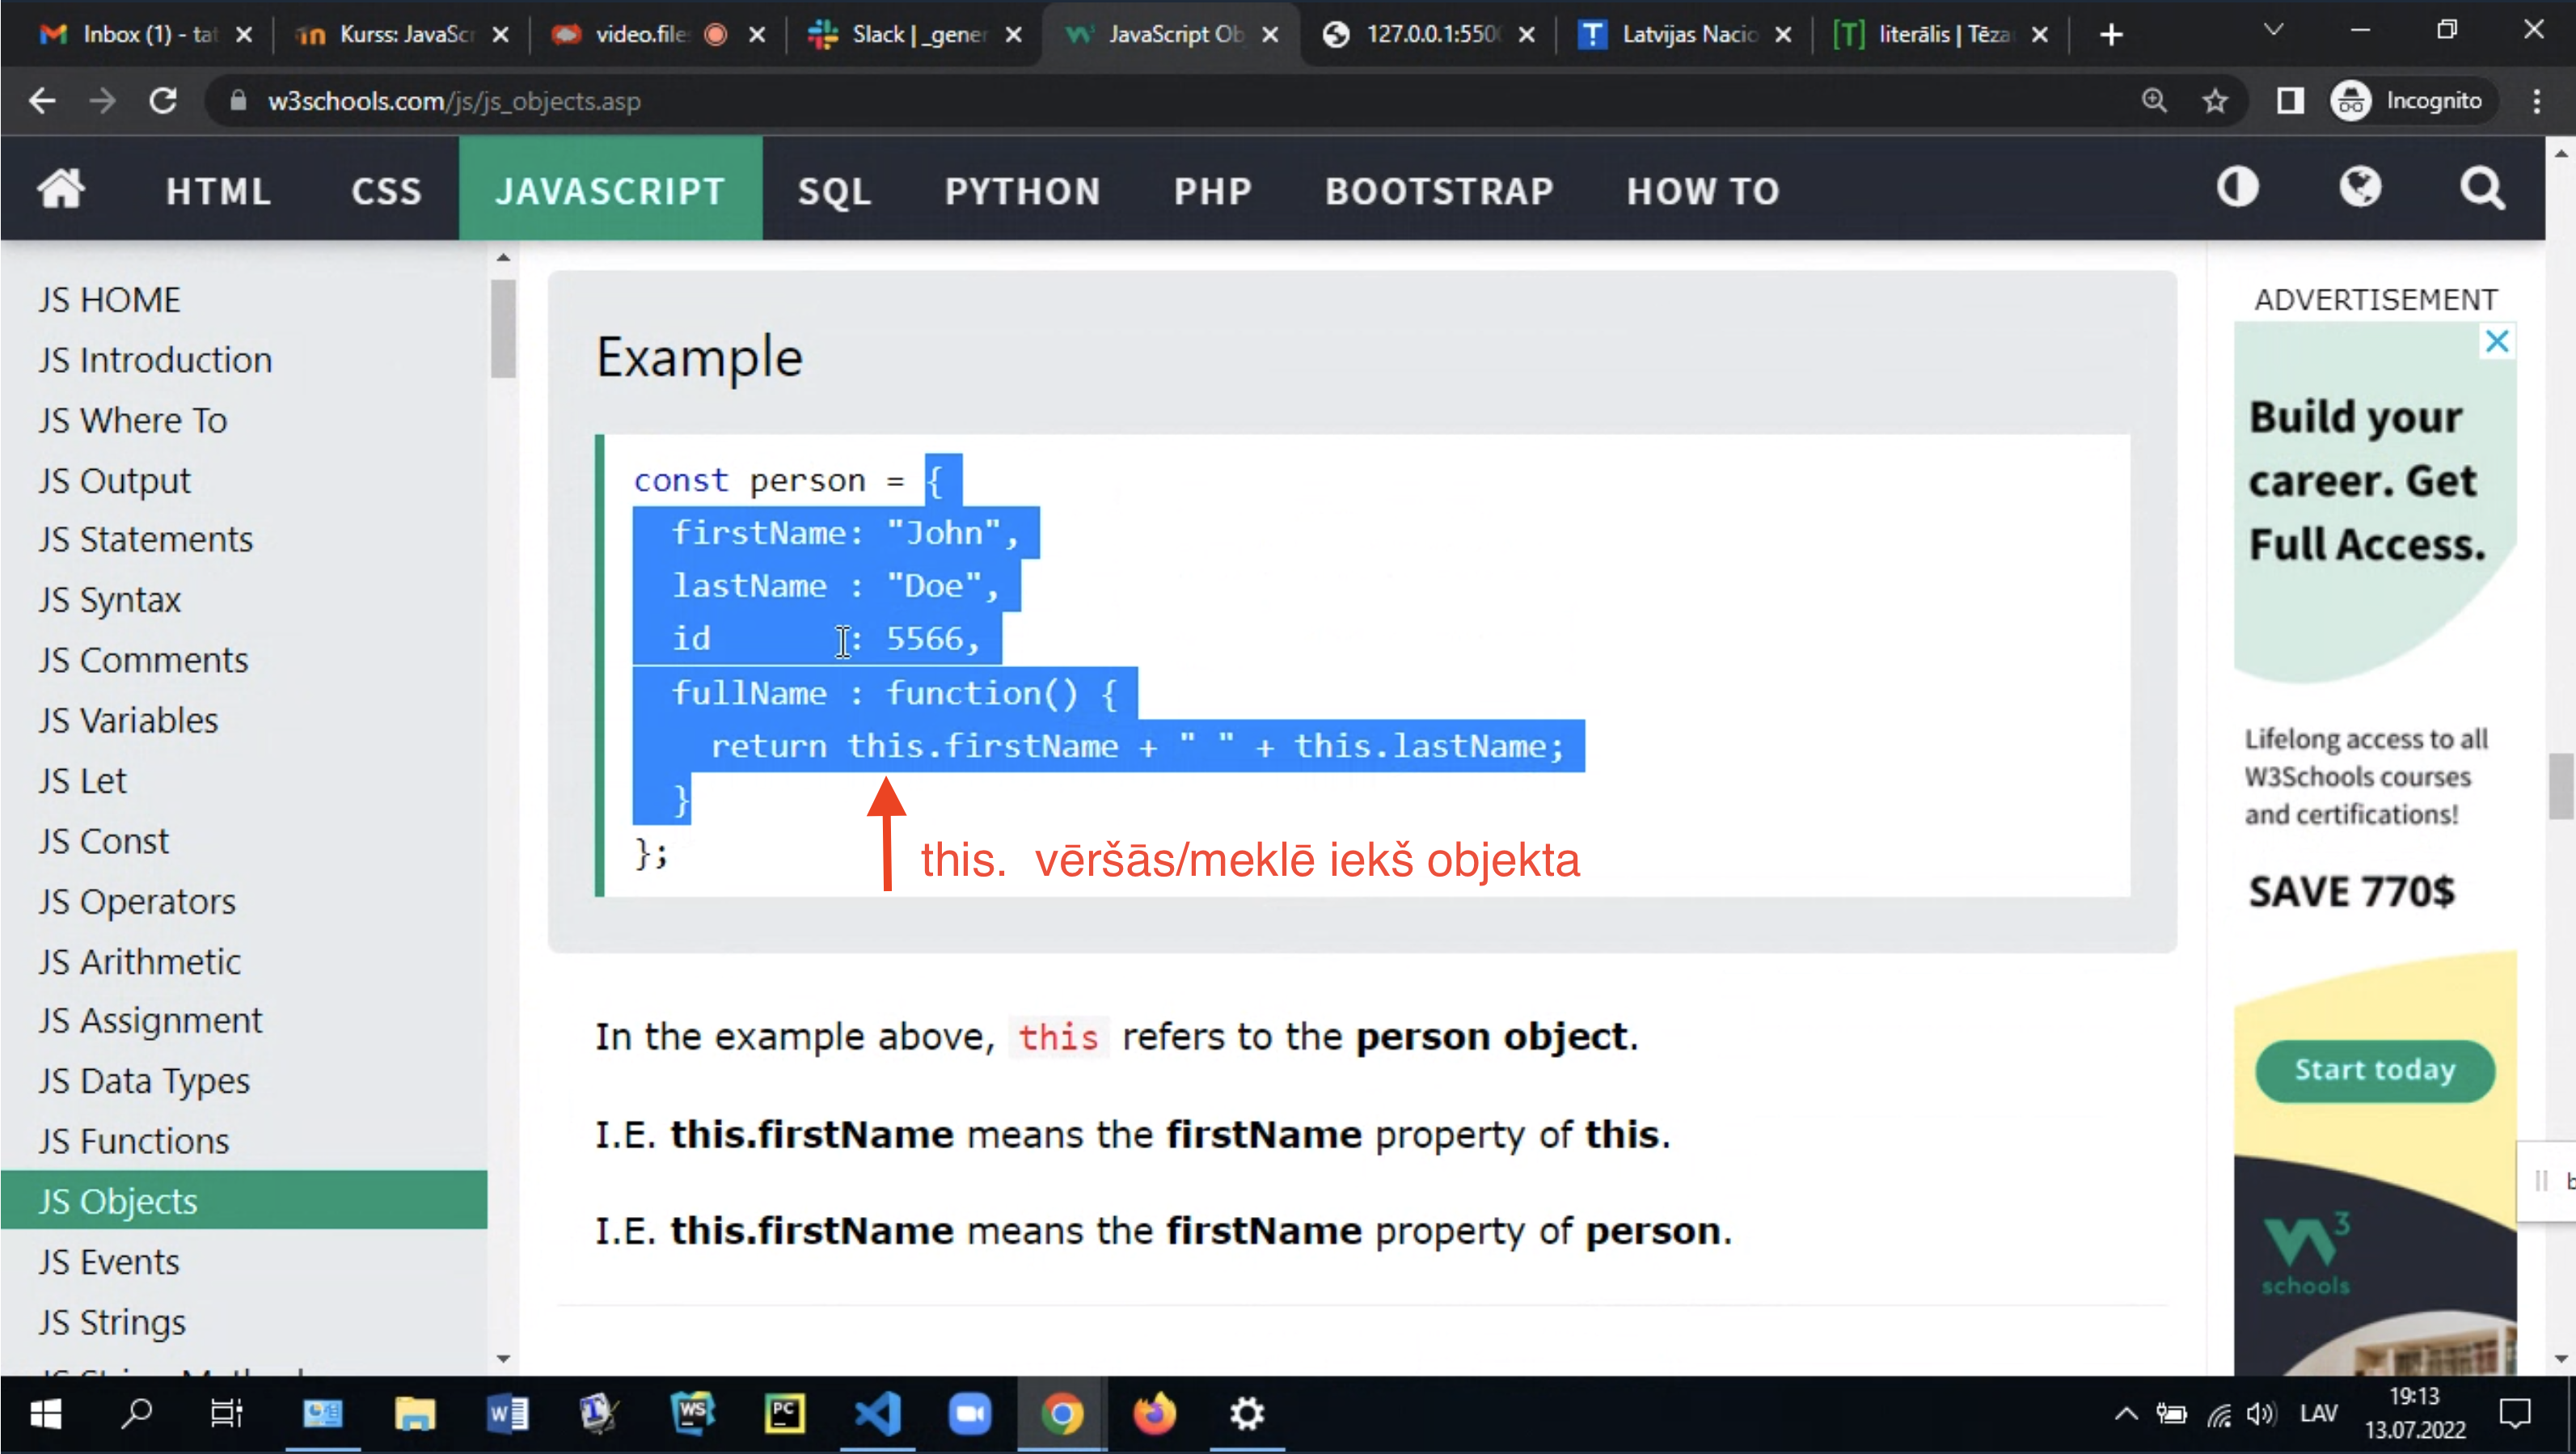 Inbox (1) - tat
Kurss: JavaScr
video.file
Slack | _gener
JavaScript Ob
127.0.0.1:550
Latvijas Nacio
literālis | Tēza
w3schools.com/js/js_objects.asp
Incognito
HTML CSS JAVASCRIPT SQL PYTHON PHP BOOTSTRAP HOW TO
JS HOME
JS Introduction
JS Where To
JS Output
JS Statements
JS Syntax
JS Comments
JS Variables
JS Let
JS Const
JS Operators
JS Arithmetic
JS Assignment
JS Data Types
JS Functions
JS Objects
JS Events
JS Strings
Example
const person = {
firstName: "John",
lastName : "Doe",
id : 5566,
fullName : function() {
return this.firstName + " " + this.lastName;
}
};
this. vēršās/meklē iekš objekta
In the example above, this refers to the person object.
I.E. this.firstName means the firstName property of this.
I.E. this.firstName means the firstName property of person.
ADVERTISEMENT
Build your
career. Get
Full Access.
Lifelong access to all
W3Schools courses
and certifications!
SAVE 770$
Start today
3
schools
LAV
19:13
13.07.2022